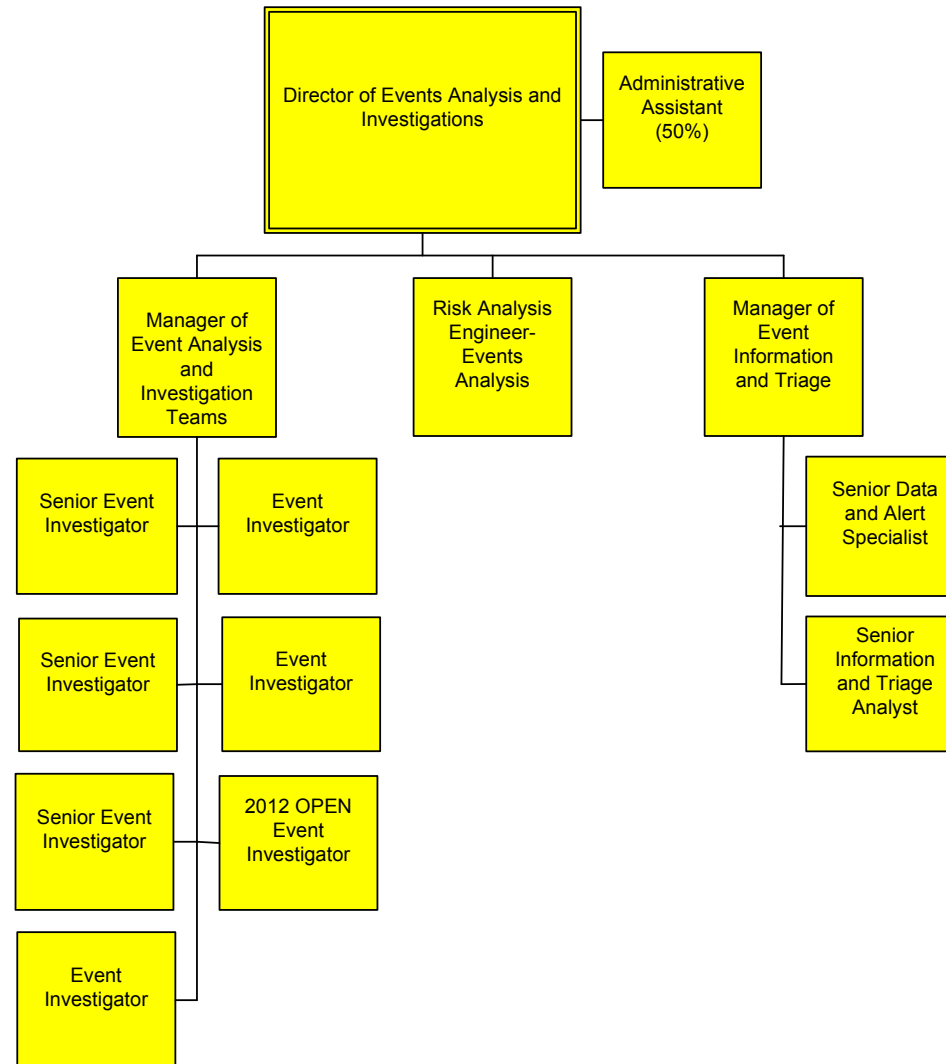 Director of Events Analysis and
Investigations
Administrative
Assistant
(50%)
Manager of
Event Analysis
and
Investigation
Teams
Risk Analysis
Engineer-
Events
Analysis
Manager of
Event
Information
and Triage
Senior Event
Investigator
Event
Investigator
Senior Data
and Alert
Specialist
Senior Event
Investigator
Event
Investigator
Senior
Information
and Triage
Analyst
Senior Event
Investigator
2012 OPEN
Event
Investigator
Event
Investigator